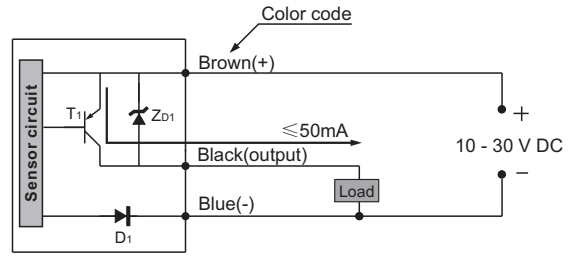 Color code
Brown(+)
Sensor circuit
T1
ZD1
≤50mA
+
10 - 30 V DC
−
Black(output)
Load
Blue(-)
D1